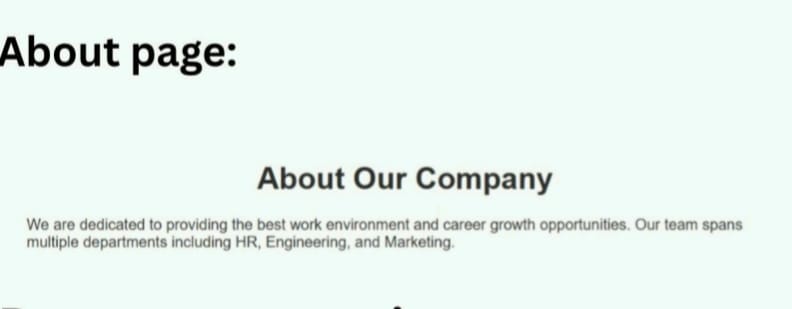 About page:
About Our Company
We are dedicated to providing the best work environment and career growth opportunities. Our team spans
multiple departments including HR, Engineering, and Marketing.